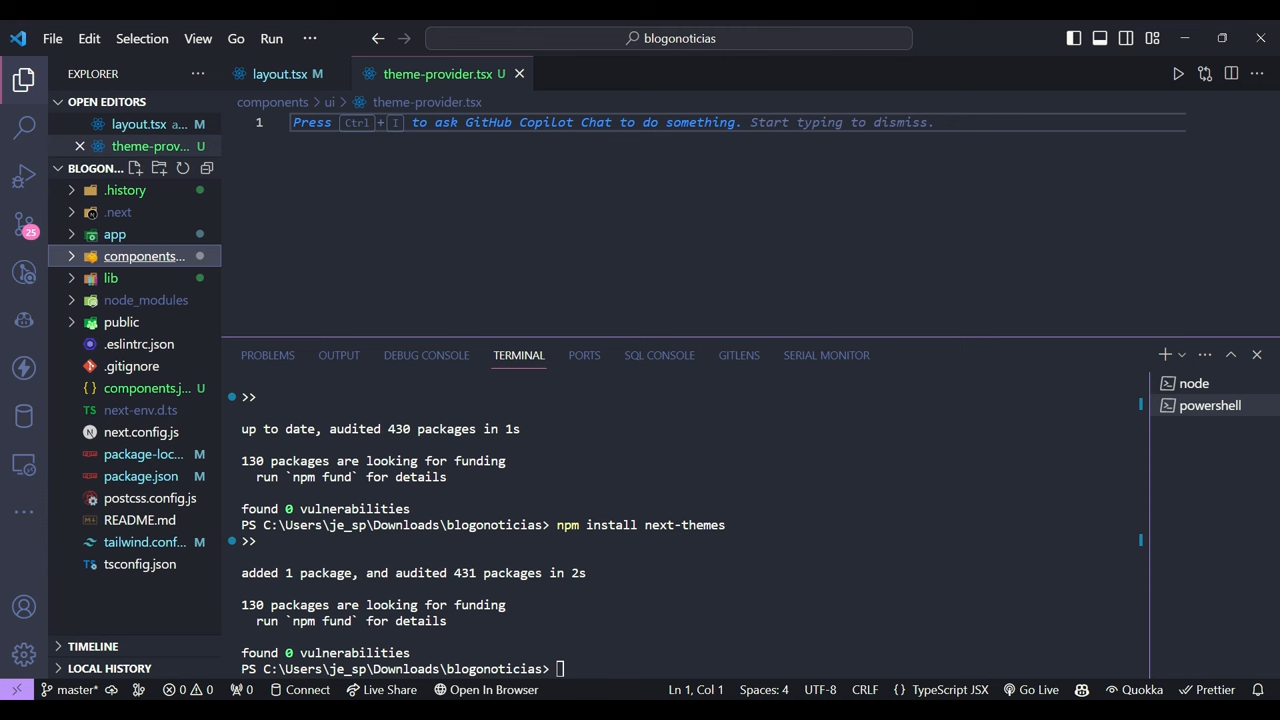 File Edit Selection View Go Run ··· blogonoticias
EXPLORER ···
layout.tsx M theme-provider.tsx U
OPEN EDITORS
layout.tsx a... M
theme-prov... U
BLOGON...
.history
.next
app
components...
lib
node_modules
public
.eslintrc.json
.gitignore
components.j... U
next-env.d.ts
next.config.js
package-loc... M
package.json M
postcss.config.js
README.md
tailwind.conf... M
tsconfig.json
TIMELINE
LOCAL HISTORY
25
components > ui > theme-provider.tsx
1 Press Ctrl+I to ask GitHub Copilot Chat to do something. Start typing to dismiss.
PROBLEMS OUTPUT DEBUG CONSOLE TERMINAL PORTS SQL CONSOLE GITLENS SERIAL MONITOR
>>
up to date, audited 430 packages in 1s
130 packages are looking for funding
run `npm fund` for details
found 0 vulnerabilities
PS C:\Users\je_sp\Downloads\blogonoticias> npm install next-themes
>>
added 1 package, and audited 431 packages in 2s
130 packages are looking for funding
run `npm fund` for details
found 0 vulnerabilities
PS C:\Users\je_sp\Downloads\blogonoticias>
node
powershell
master* 0 0 0 Connect Live Share Open In Browser Ln 1, Col 1 Spaces: 4 UTF-8 CRLF {} TypeScript JSX Go Live Quokka Prettier